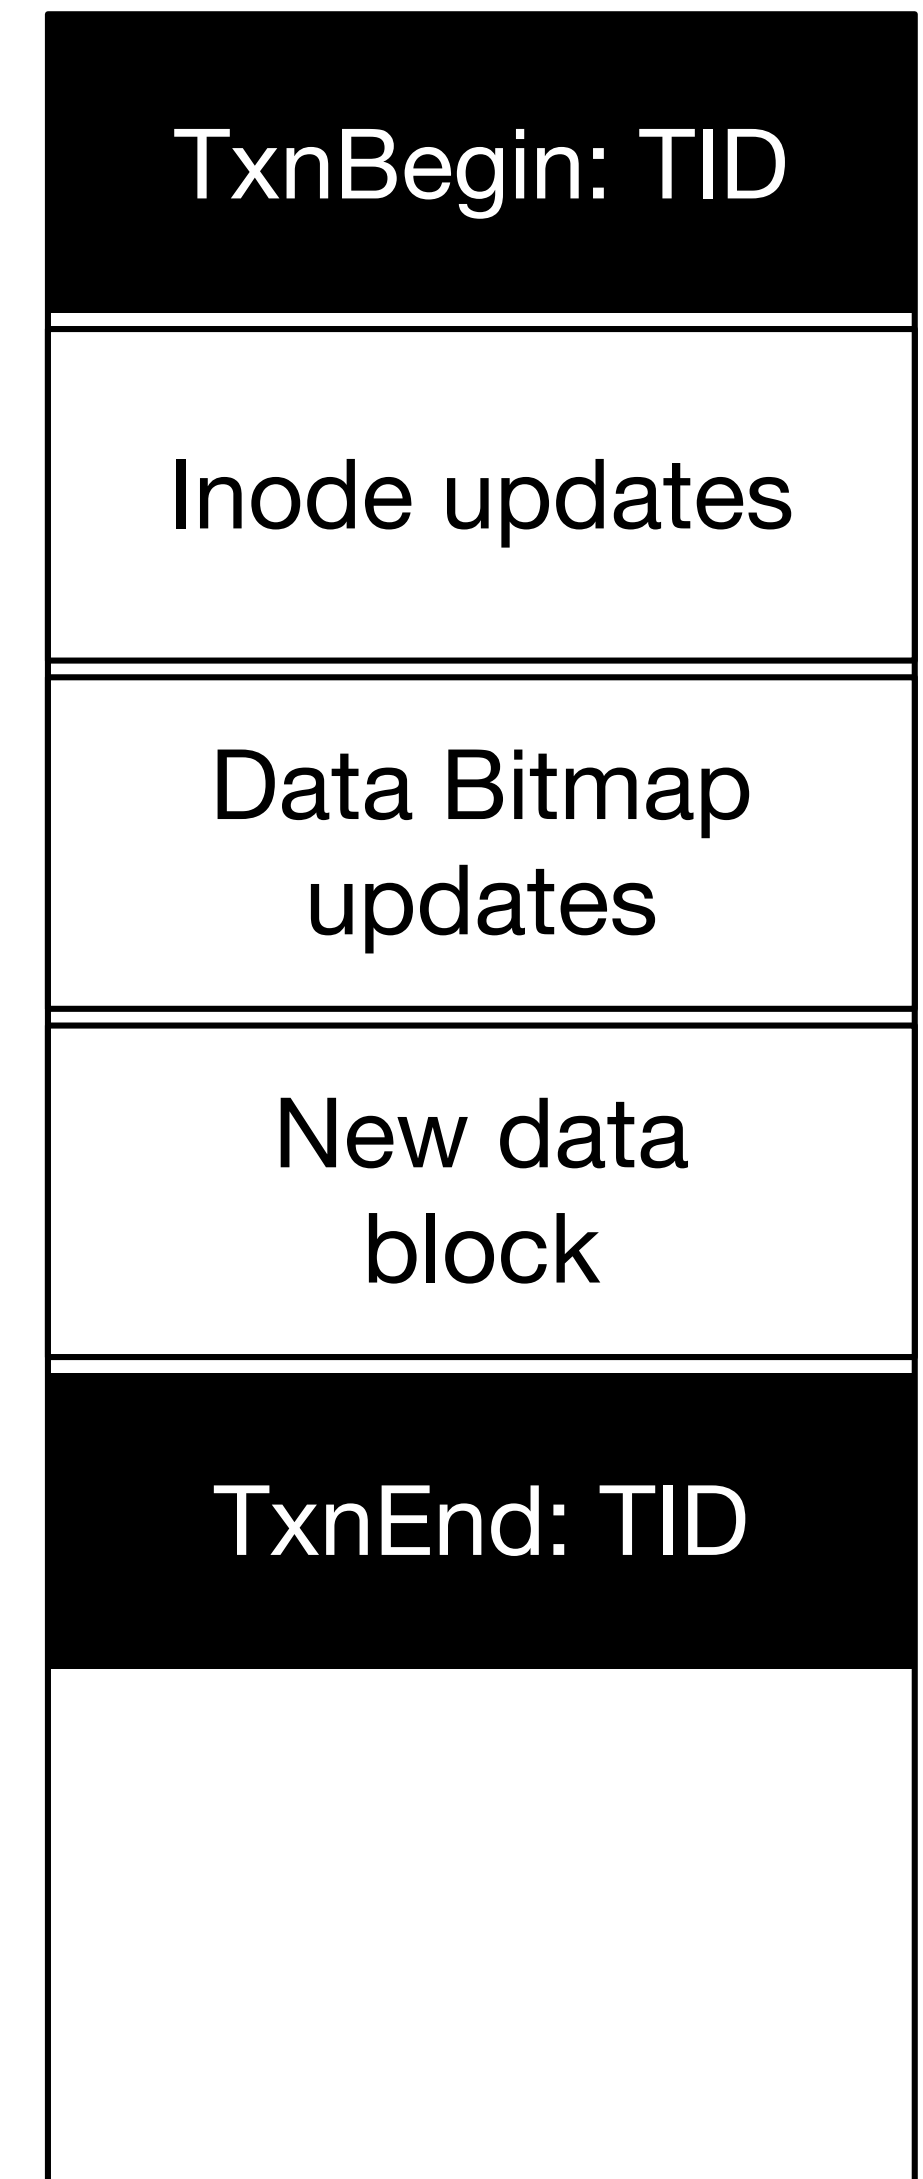 TxnBegin: TID
Inode updates
Data Bitmap
updates
New data
block
TxnEnd: TID